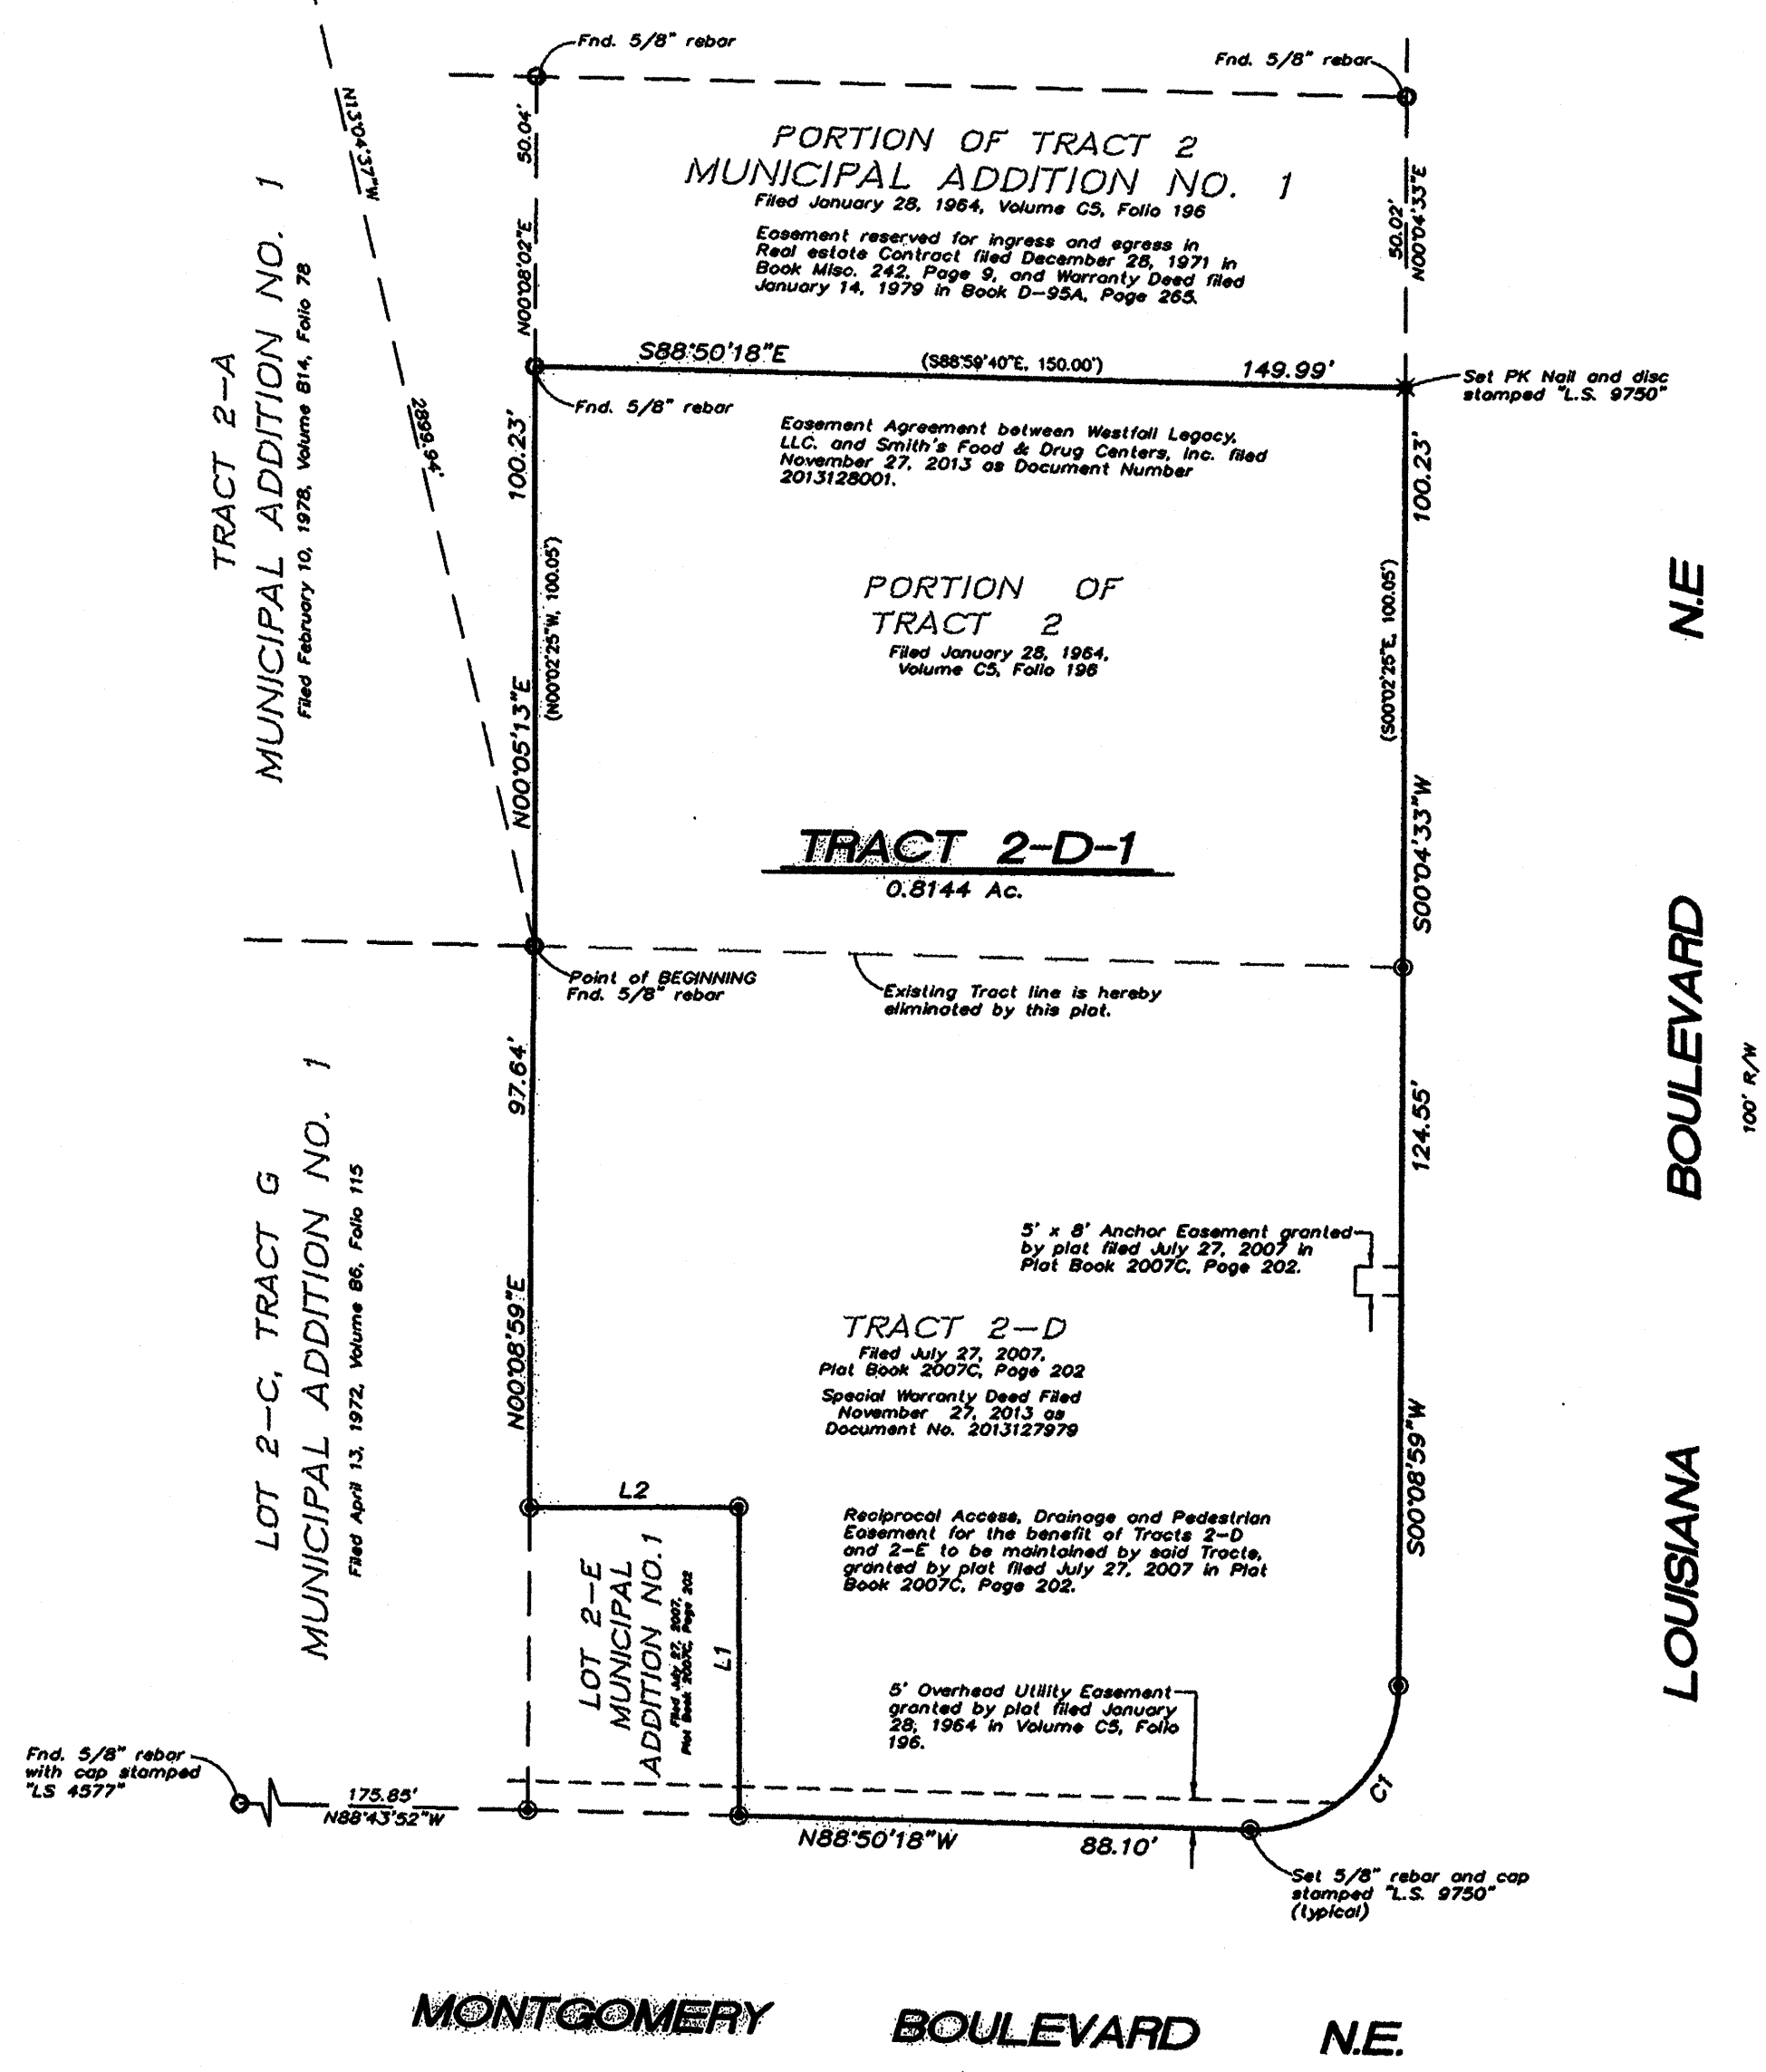 Fnd. 5/8" rebar
Fnd. 5/8" rebar
N13°04'37"W
2899.94'
50.04'
N00°08'02"E
PORTION OF TRACT 2
MUNICIPAL ADDITION NO. 1
Filed January 28, 1964, Volume C5, Folio 196
Easement reserved for ingress and egress in
Real estate Contract filed December 28, 1971 in
Book Misc. 242, Page 9, and Warranty Deed filed
January 14, 1979 in Book D-95A, Page 265.
50.02'
N00°04'33"E
S88°50'18"E
(S88°59'40"E, 150.00')
149.99'
Set PK Nail and disc
stamped "L.S. 9750"
Fnd. 5/8" rebar
TRACT 2-A
MUNICIPAL ADDITION NO. 1
Filed February 10, 1978, Volume B14, Folio 78
100.23'
N00°05'13"E
(N00°02'25"W, 100.05')
Easement Agreement between Westfall Legacy,
LLC. and Smith's Food & Drug Centers, Inc. filed
November 27, 2013 as Document Number
2013128001.
PORTION OF
TRACT 2
Filed January 28, 1964,
Volume C5, Folio 196
100.23'
(S00°02'25"E, 100.05')
S00°04'33"W
TRACT 2-D-1
0.8144 Ac.
Point of BEGINNING
Fnd. 5/8" rebar
Existing Tract line is hereby
eliminated by this plat.
LOT 2-C, TRACT G
MUNICIPAL ADDITION NO. 1
Filed April 13, 1972, Volume B6, Folio 115
97.64'
N00°08'59"E
124.55'
S00°08'59"W
5' x 8' Anchor Easement granted
by plat filed July 27, 2007 in
Plat Book 2007C, Page 202.
TRACT 2-D
Filed July 27, 2007,
Plat Book 2007C, Page 202
Special Warranty Deed Filed
November 27, 2013 as
Document No. 2013127979
L2
L1
LOT 2-E
MUNICIPAL
ADDITION NO.1
Filed July 27, 2007,
Plat Book 2007C, Page 202
Reciprocal Access, Drainage and Pedestrian
Easement for the benefit of Tracts 2-D
and 2-E to be maintained by said Tracts,
granted by plat filed July 27, 2007 in Plat
Book 2007C, Page 202.
5' Overhead Utility Easement
granted by plat filed January
28, 1964 in Volume C5, Folio
196.
C1
Fnd. 5/8" rebar
with cap stamped
"LS 4577"
175.85'
N88°43'52"W
N88°50'18"W
88.10'
Set 5/8" rebar and cap
stamped "L.S. 9750"
(typical)
LOUISIANA BOULEVARD N.E
100' R/W
MONTGOMERY BOULEVARD N.E.